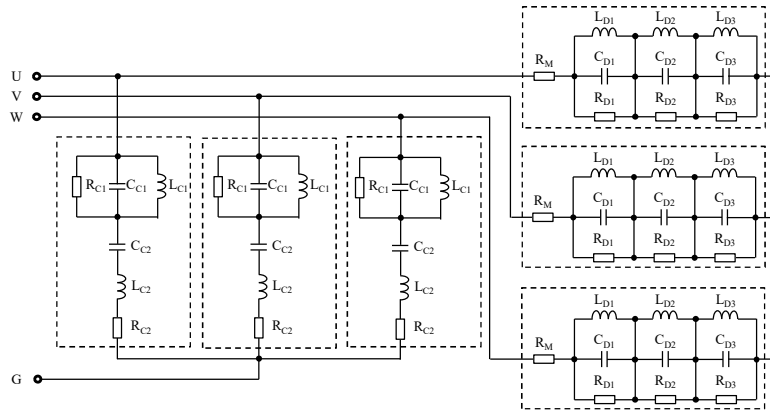 L_D1 L_D2 L_D3
R_M C_D1 C_D2 C_D3
R_D1 R_D2 R_D3
U
V
W
R_C1 C_C1 L_C1
C_C2
L_C2
R_C2
R_C1 C_C1 L_C1
C_C2
L_C2
R_C2
R_C1 C_C1 L_C1
C_C2
L_C2
R_C2
L_D1 L_D2 L_D3
R_M C_D1 C_D2 C_D3
R_D1 R_D2 R_D3
L_D1 L_D2 L_D3
R_M C_D1 C_D2 C_D3
R_D1 R_D2 R_D3
G